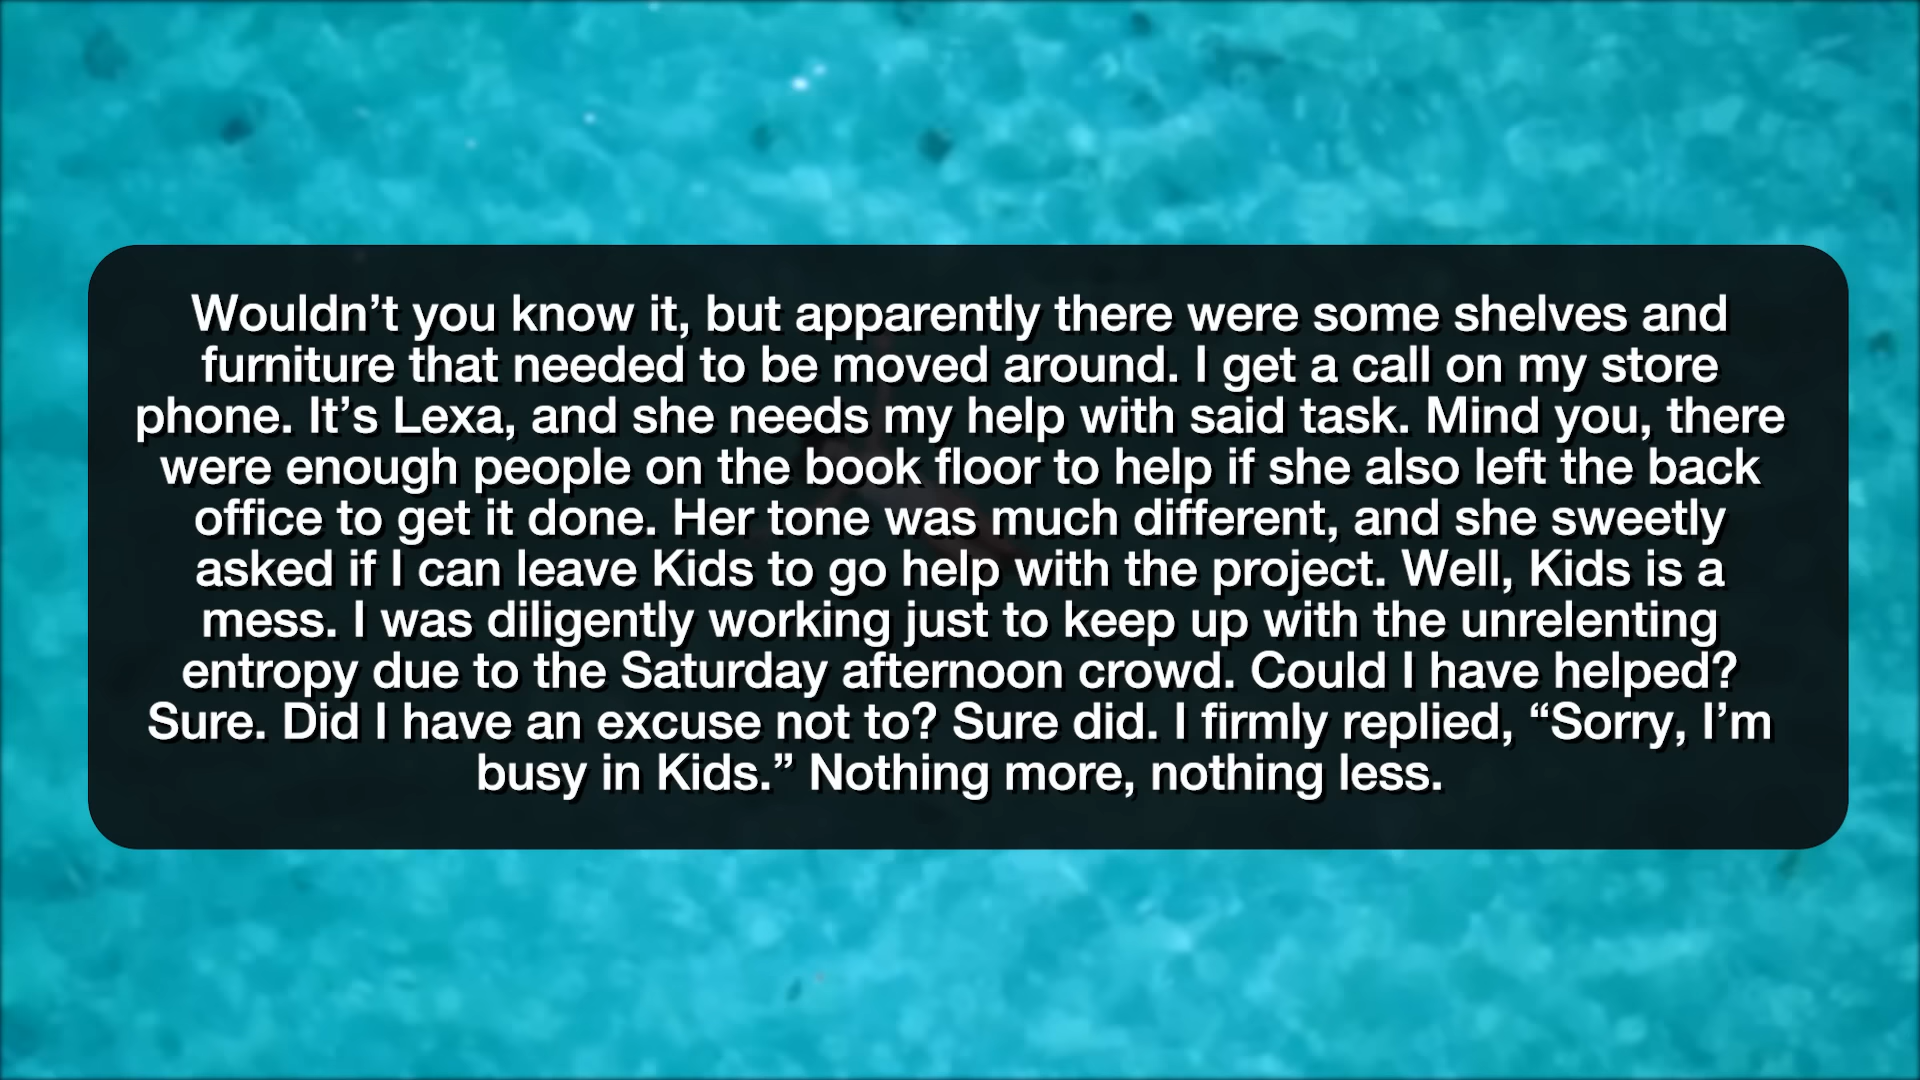 Wouldn’t you know it, but apparently there were some shelves and
furniture that needed to be moved around. I get a call on my store
phone. It’s Lexa, and she needs my help with said task. Mind you, there
were enough people on the book floor to help if she also left the back
office to get it done. Her tone was much different, and she sweetly
asked if I can leave Kids to go help with the project. Well, Kids is a
mess. I was diligently working just to keep up with the unrelenting
entropy due to the Saturday afternoon crowd. Could I have helped?
Sure. Did I have an excuse not to? Sure did. I firmly replied, “Sorry, I’m
busy in Kids.” Nothing more, nothing less.